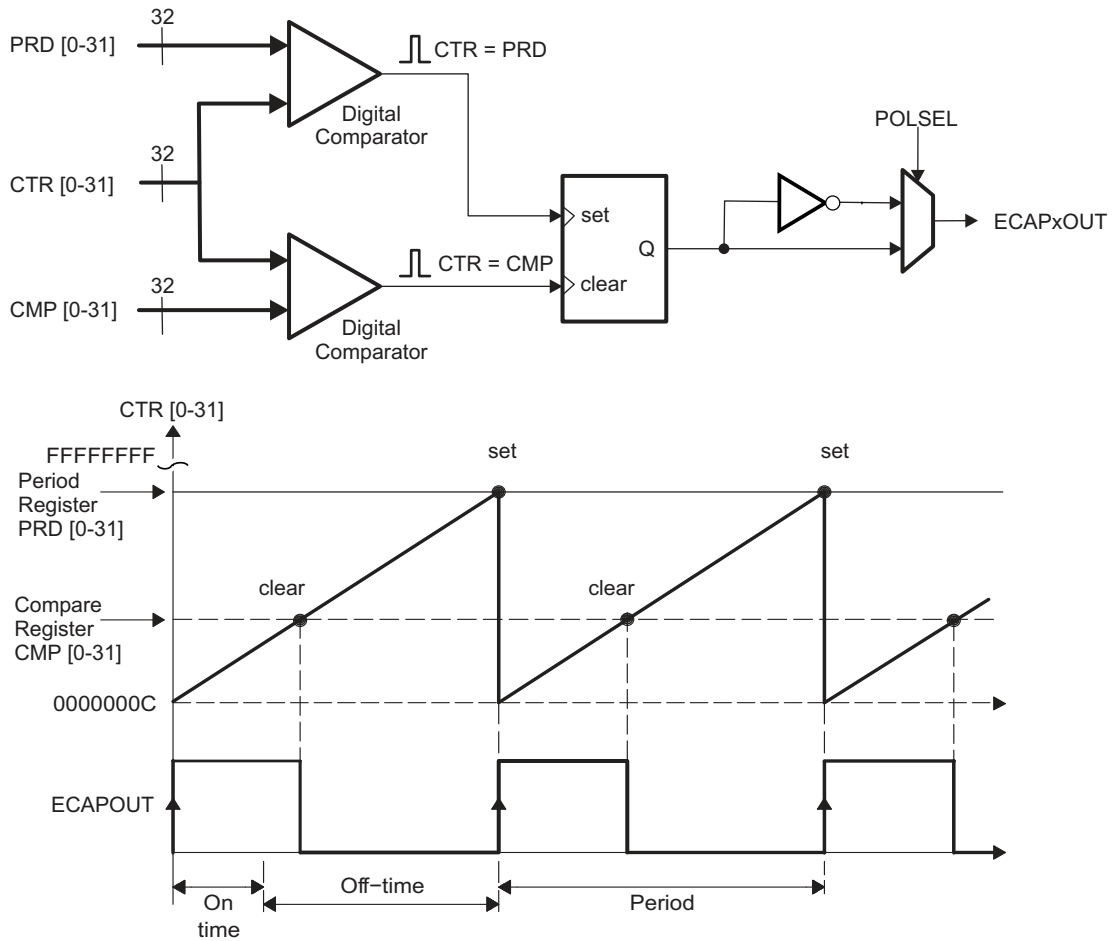 32
PRD [0-31]
CTR = PRD
Digital
Comparator
POLSEL
32
CTR [0-31]
set
Q
ECAPxOUT
CTR = CMP
clear
32
CMP [0-31]
Digital
Comparator
CTR [0-31]
FFFFFFFF
set
set
Period
Register
PRD [0-31]
clear
clear
Compare
Register
CMP [0-31]
0000000C
ECAPOUT
On
time
Off−time
Period